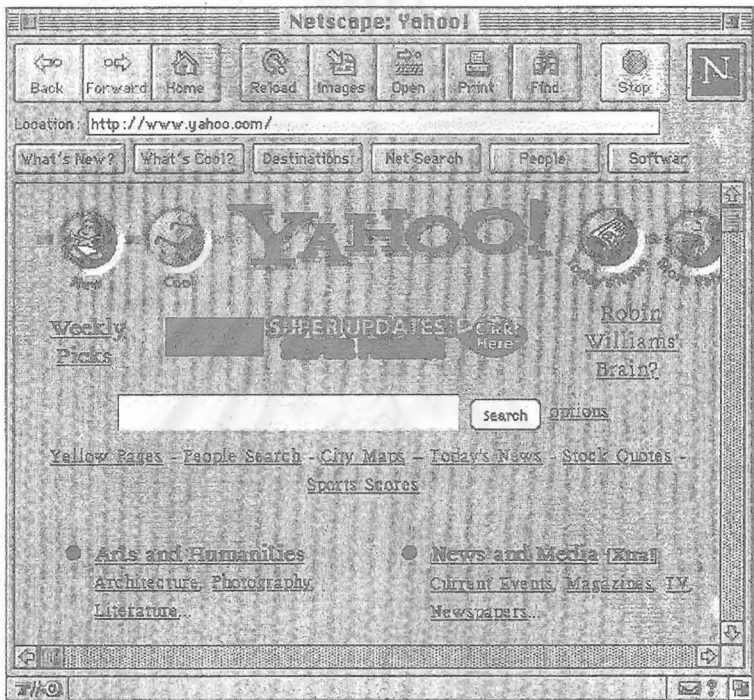 Netscape: Yahoo!
Back Forward Home Reload Images Open Print Find Stop N
Location: http://www.yahoo.com/
What's New? What's Cool? Destinations Net Search People Softwar
YAHOO!
New Cool
Weekly Picks
SUPER UPDATES Click Here
Robin Williams' Brain?
Search options
Yellow Pages - People Search - City Maps - Today's News - Stock Quotes -
Sports Scores
Arts and Humanities
Architecture, Photography,
Literature...
News and Media [Xtra!]
Current Events, Magazines, TV,
Newspapers...